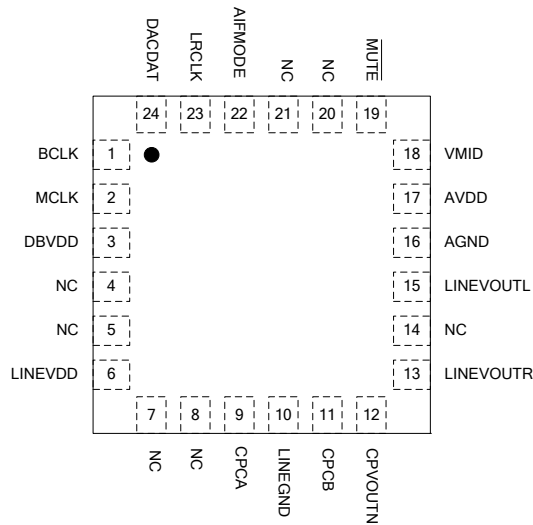 DACDAT LRCLK AIFMODE NC NC MUTE
24 23 22 21 20 19
BCLK 1 18 VMID
MCLK 2 17 AVDD
DBVDD 3 16 AGND
NC 4 15 LINEVOUTL
NC 5 14 NC
LINEVDD 6 13 LINEVOUTR
7 8 9 10 11 12
NC NC CPCA LINEGND CPCB CPVOUTN